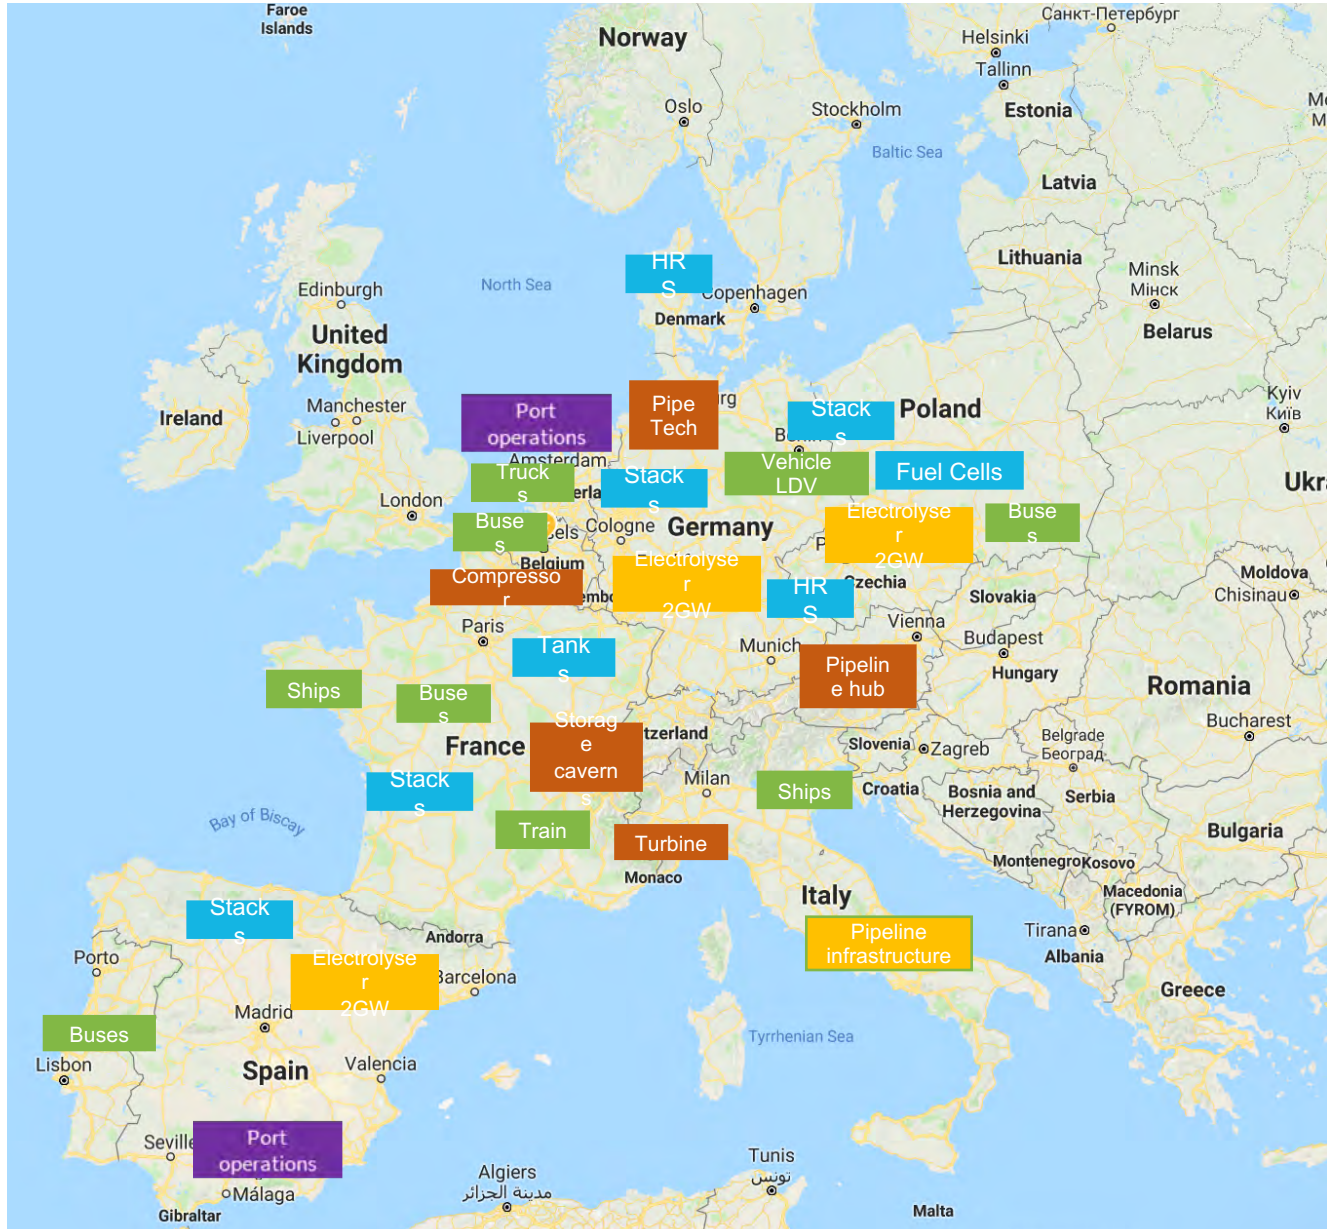 Faroe
Islands
Norway
Санкт-Петербург
Helsinki
Tallinn
Estonia
Oslo
Stockholm
Baltic Sea
Latvia
Lithuania
Minsk
Мінск
Belarus
HR
S
North Sea
Copenhagen
Denmark
Edinburgh
United
Kingdom
Ireland
Manchester
Liverpool
London
Port
operations
Pipe
Tech
Stack
s
Poland
Kyiv
Київ
Amsterdam
Truck
s
Stack
s
Vehicle
LDV
Fuel Cells
Bus
es
Cologne
Germany
Electrolyse
r
2GW
Buse
s
Belgium
Compresso
r
Electrolyse
r
2GW
HR
S
Czechia
Slovakia
Moldova
Chisinau
Paris
Tank
s
Munich
Vienna
Budapest
Hungary
Pipelin
e hub
Romania
Bucharest
Ships
Buse
s
France
Storag
e
cavern
s
Milan
Slovenia
Zagreb
Belgrade
Београд
Croatia
Bosnia and
Herzegovina
Serbia
Ships
Stack
s
Bay of Biscay
Train
Turbine
Monaco
Bulgaria
Montenegro
Kosovo
Macedonia
(FYROM)
Italy
Stack
s
Andorra
Pipeline
infrastructure
Tirana
Albania
Greece
Porto
Electrolyse
r
2GW
Barcelona
Madrid
Buses
Lisbon
Spain
Valencia
Tyrrhenian Sea
Port
operations
Málaga
Gibraltar
Algiers
مدينة الجزائر
Tunis
تونس
Malta